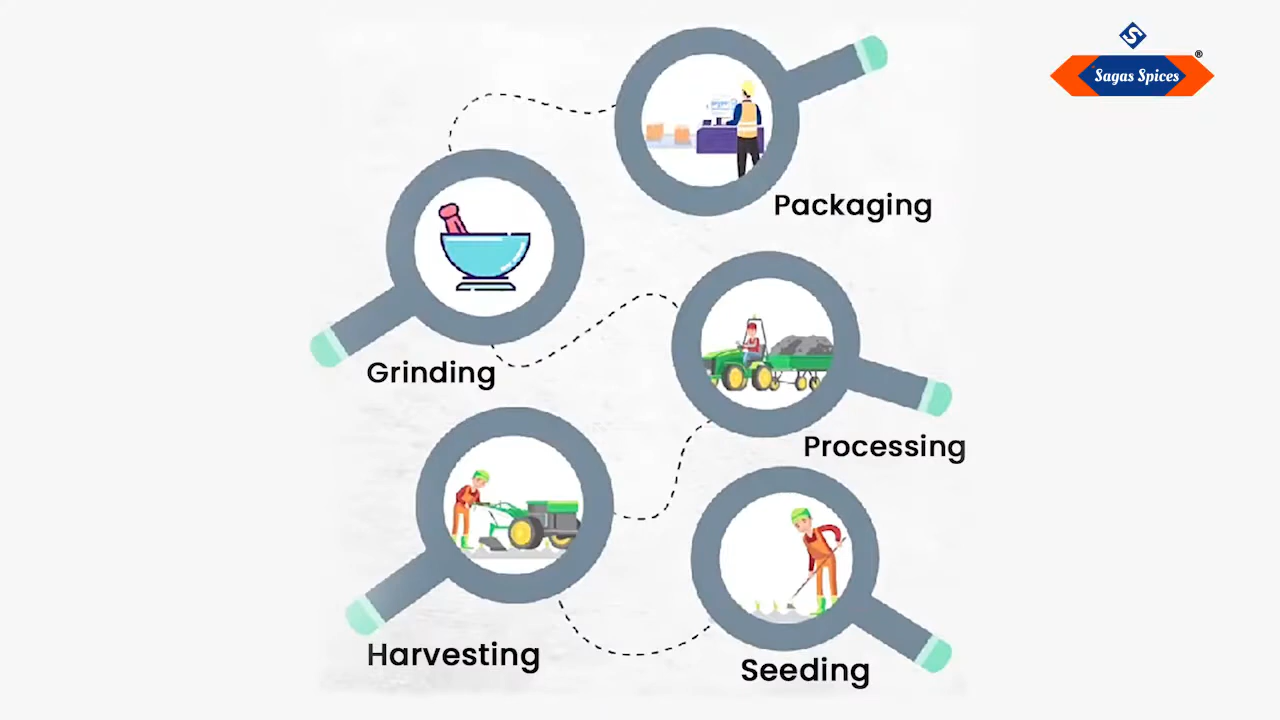 Sagas Spices
®
Packaging
Grinding
Processing
Harvesting
Seeding